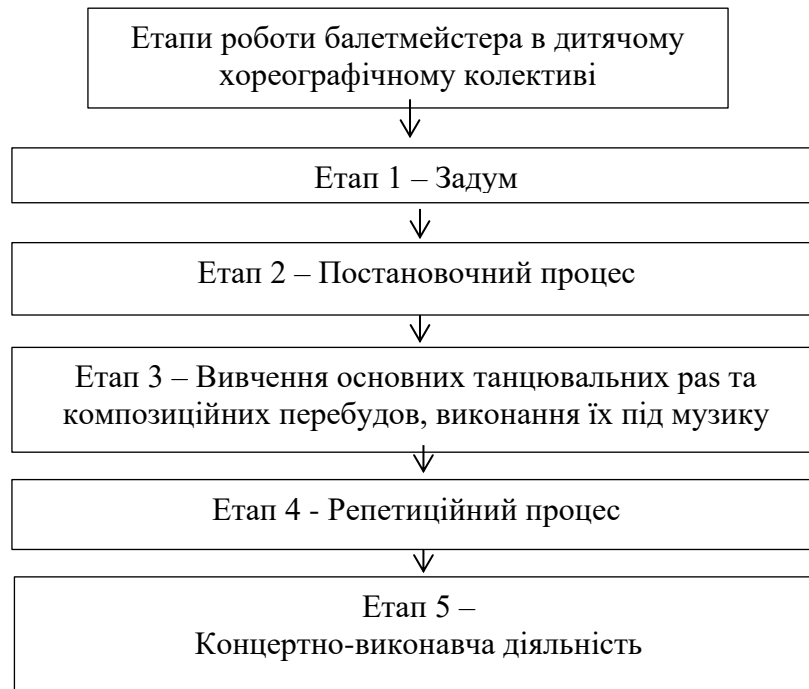 Етапи роботи балетмейстера в дитячому
хореографічному колективі
Етап 1 – Задум
Етап 2 – Постановочний процес
Етап 3 – Вивчення основних танцювальних pas та
композиційних перебудов, виконання їх під музику
Етап 4 - Репетиційний процес
Етап 5 –
Концертно-виконавча діяльність